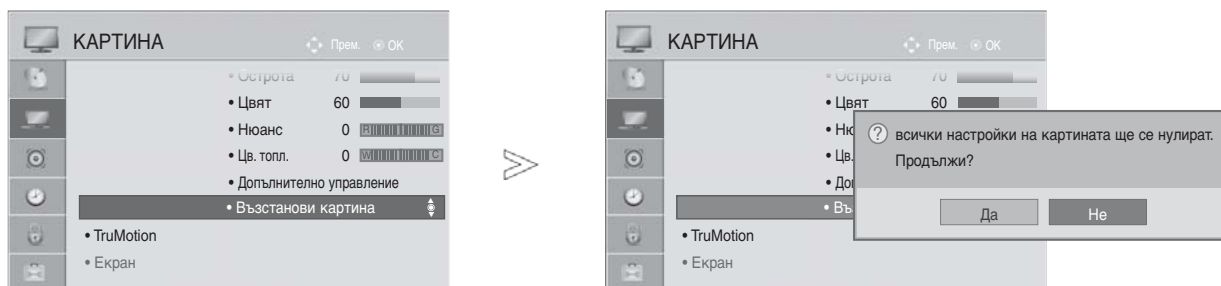 КАРТИНА
Прем. OK
• Острота 70
• Цвят 60
• Нюанс 0 R G
• Цв. топл. 0 W C
• Допълнително управление
• Възстанови картина
• TruMotion
• Екран
КАРТИНА
Прем. OK
• Острота 70
• Цвят 60
• Ню
• Цв.
• Доп
• Въ
• TruMotion
• Екран
? всички настройки на картината ще се нулират.
Продължи?
Да Не